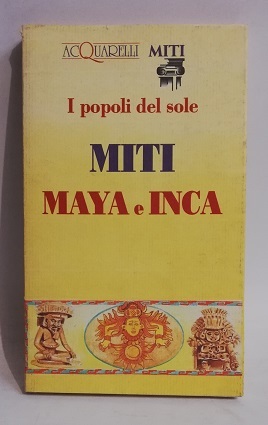 ACQUARELLI MITI
I popoli del sole
MITI
MAYA e INCA